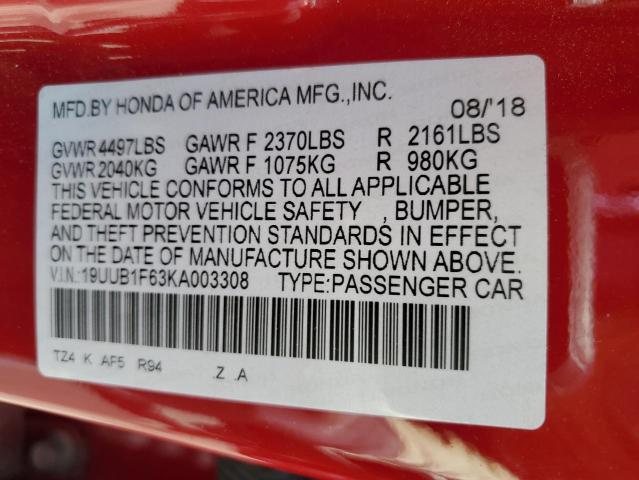 MFD.BY HONDA OF AMERICA MFG.,INC. 08/'18
GVWR 4497LBS GAWR F 2370LBS R 2161LBS
GVWR 2040KG GAWR F 1075KG R 980KG
THIS VEHICLE CONFORMS TO ALL APPLICABLE
FEDERAL MOTOR VEHICLE SAFETY , BUMPER,
AND THEFT PREVENTION STANDARDS IN EFFECT
ON THE DATE OF MANUFACTURE SHOWN ABOVE.
V.I.N.:19UUB1F63KA003308 TYPE:PASSENGER CAR
TZ4 K AF5 R94 .Z .A